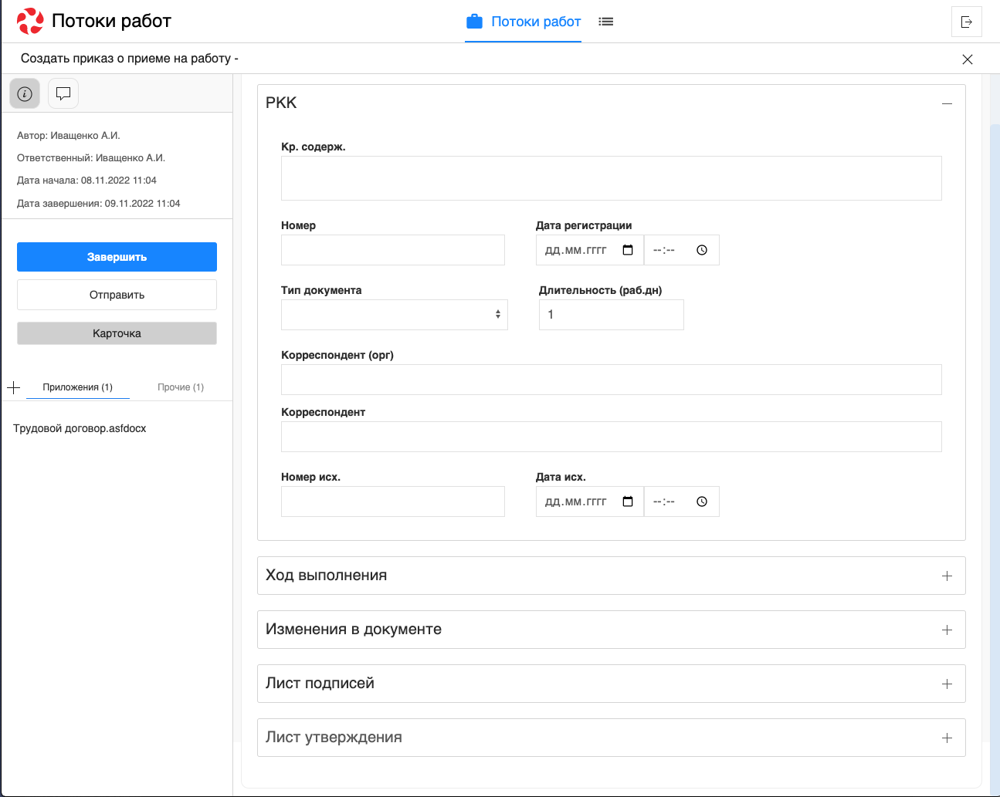 Потоки работ
Потоки работ
Создать приказ о приеме на работу -
Автор: Иващенко А.И.
Ответственный: Иващенко А.И.
Дата начала: 08.11.2022 11:04
Дата завершения: 09.11.2022 11:04
Завершить
Отправить
Карточка
Приложения (1)
Прочие (1)
Трудовой договор.asfdocx
РКК
Кр. содерж.
Номер
Дата регистрации
дд.мм.гггг
--:--
Тип документа
Длительность (раб.дн)
1
Корреспондент (орг)
Корреспондент
Номер исх.
Дата исх.
дд.мм.гггг
--:--
Ход выполнения
Изменения в документе
Лист подписей
Лист утверждения